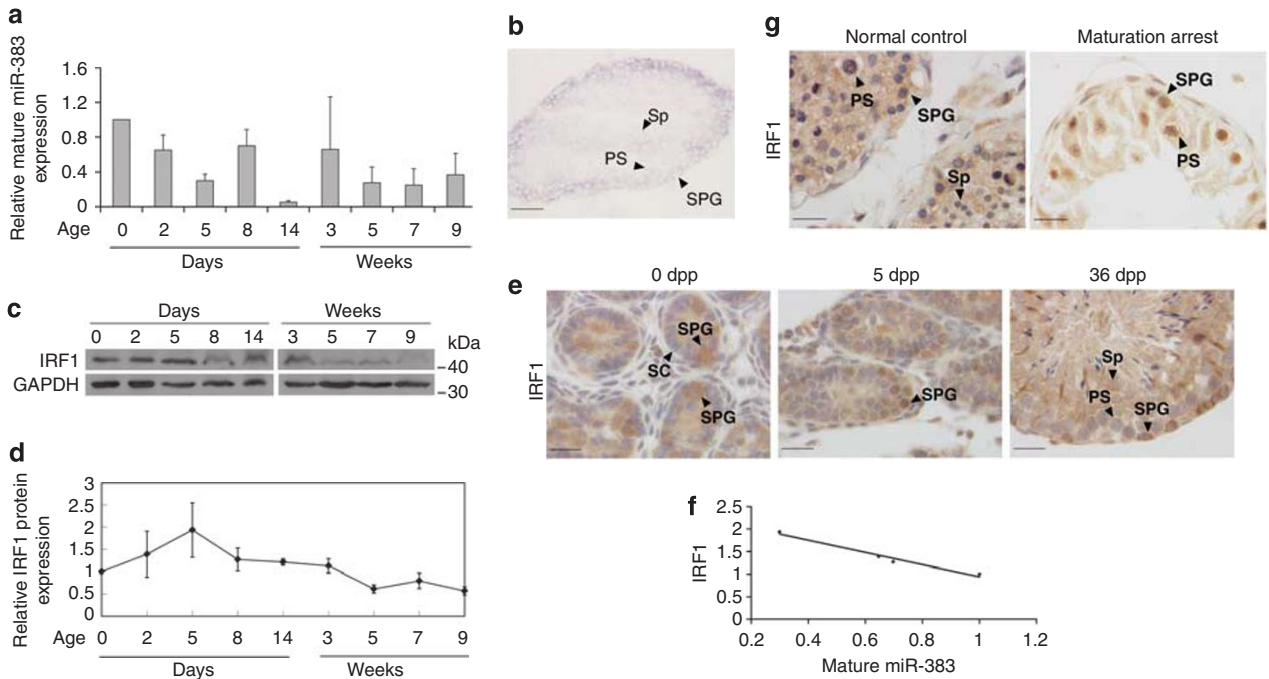 a
Relative mature miR-383
expression
1.6
1.2
0.8
0.4
0
Age 0 2 5 8 14 3 5 7 9
Days Weeks
b
Sp
PS
SPG
g
Normal control Maturation arrest
IRF1
PS
SPG
Sp
SPG
PS
c
Days Weeks
0 2 5 8 14 3 5 7 9
kDa
IRF1
40
GAPDH
30
e
0 dpp 5 dpp 36 dpp
IRF1
SPG
SC
SPG
SPG
Sp
PS
SPG
d
Relative IRF1 protein
expression
3
2.5
2
1.5
1
0.5
0
Age 0 2 5 8 14 3 5 7 9
Days Weeks
f
IRF1
2.5
2
1.5
1
0.5
0
0.2 0.4 0.6 0.8 1 1.2
Mature miR-383